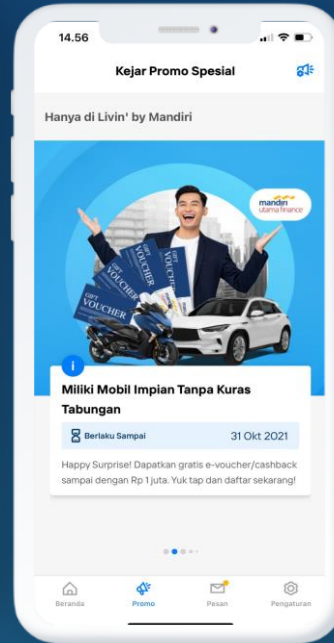 14.56
Kejar Promo Spesial
Hanya di Livin' by Mandiri
mandiri
utama finance
GIFT
VOUCHER
GIFT
VOUCHER
GIFT
VOUCHER
GIFT
VOUCHER
i
Miliki Mobil Impian Tanpa Kuras
Tabungan
Berlaku Sampai 31 Okt 2021
Happy Surprise! Dapatkan gratis e-voucher/cashback
sampai dengan Rp 1 juta. Yuk tap dan daftar sekarang!
Beranda Promo Pesan Pengaturan